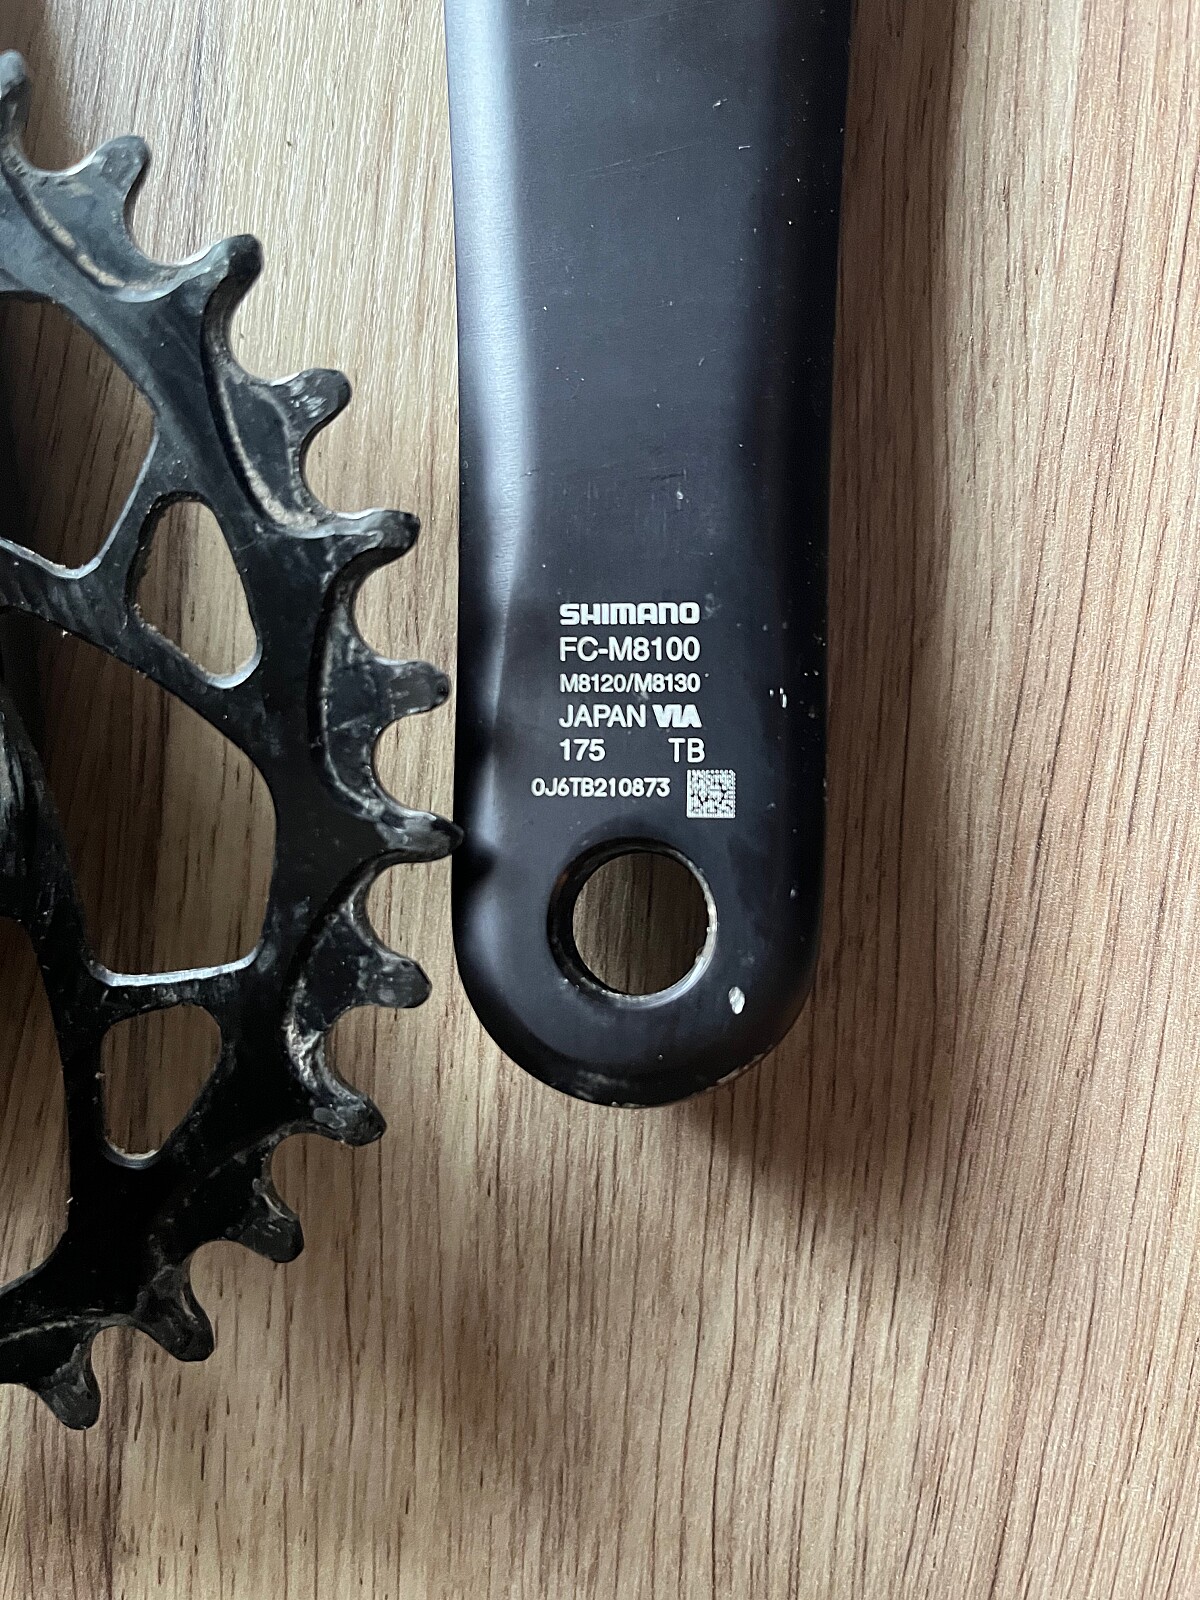 SHIMANO
FC-M8100
M8120/M8130
JAPAN VIA
175 TB
0J6TB210873